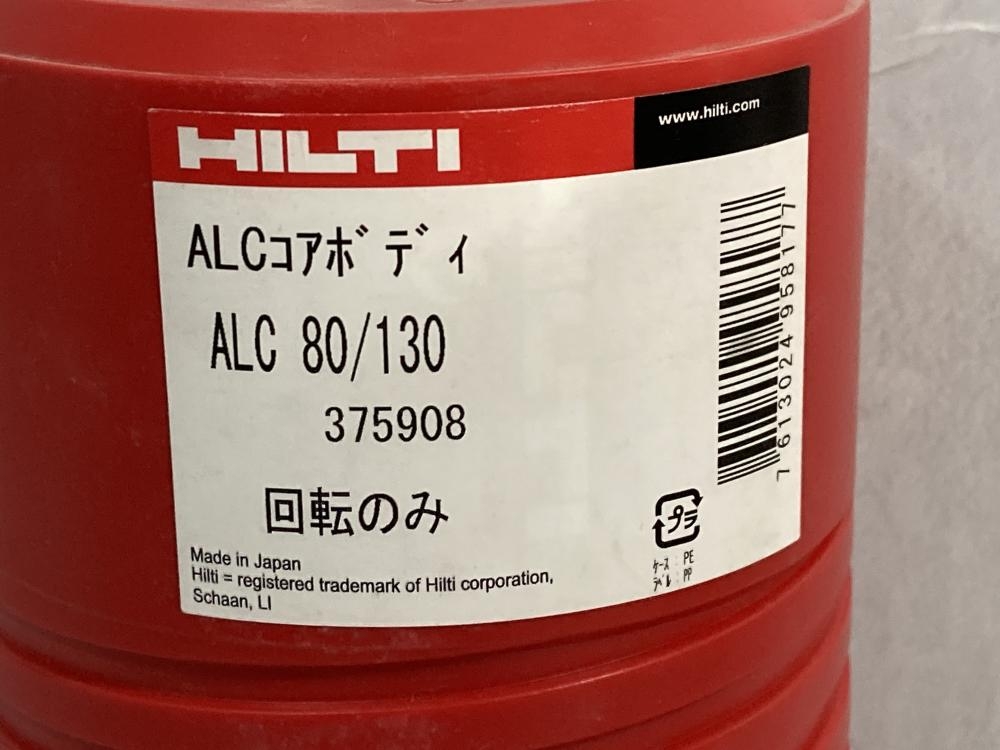 HILTI
www.hilti.com
ALCコアボディ
ALC 80/130
375908
回転のみ
7613024958177
プラ
ケース : PE
ラベル : PP
Made in Japan
Hilti = registered trademark of Hilti corporation,
Schaan, LI